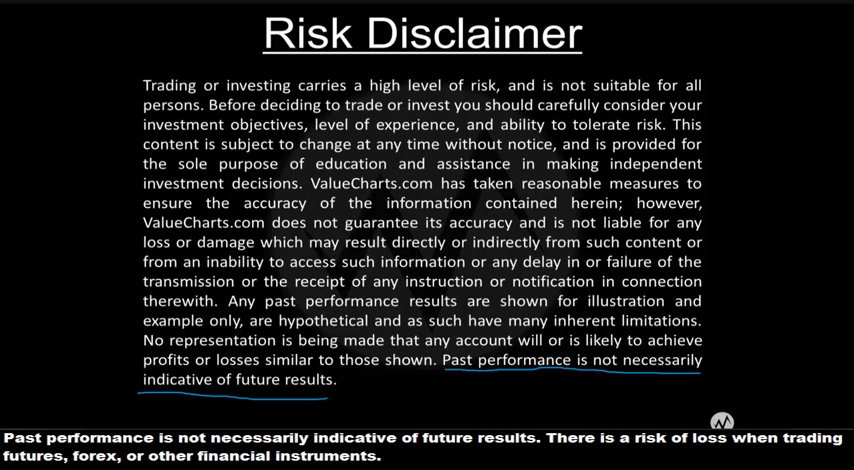 Risk Disclaimer
Trading or investing carries a high level of risk, and is not suitable for all
persons. Before deciding to trade or invest you should carefully consider your
investment objectives, level of experience, and ability to tolerate risk. This
content is subject to change at any time without notice, and is provided for
the sole purpose of education and assistance in making independent
investment decisions. ValueCharts.com has taken reasonable measures to
ensure the accuracy of the information contained herein; however,
ValueCharts.com does not guarantee its accuracy and is not liable for any
loss or damage which may result directly or indirectly from such content or
from an inability to access such information or any delay in or failure of the
transmission or the receipt of any instruction or notification in connection
therewith. Any past performance results are shown for illustration and
example only, are hypothetical and as such have many inherent limitations.
No representation is being made that any account will or is likely to achieve
profits or losses similar to those shown. Past performance is not necessarily
indicative of future results.
Past performance is not necessarily indicative of future results. There is a risk of loss when trading
futures, forex, or other financial instruments.